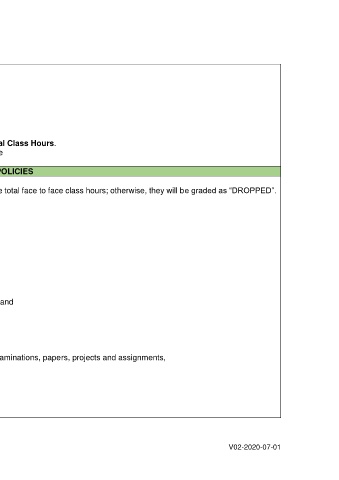 al Class Hours.
e
POLICIES
e total face to face class hours; otherwise, they will be graded as “DROPPED”.
and
aminations, papers, projects and assignments,
V02-2020-07-01